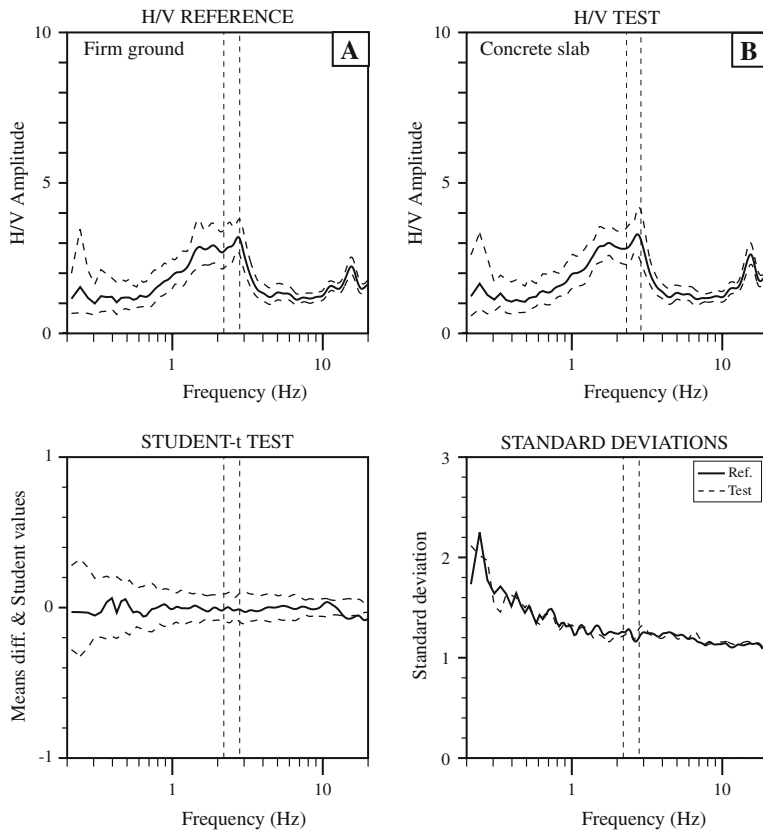 H/V REFERENCE
Firm ground
A
10
5
0
H/V Amplitude
1
10
Frequency (Hz)
H/V TEST
Concrete slab
B
10
5
0
H/V Amplitude
1
10
Frequency (Hz)
STUDENT-t TEST
1
0
-1
Means diff. & Student values
1
10
Frequency (Hz)
STANDARD DEVIATIONS
Ref.
Test
3
2
1
0
Standard deviation
1
10
Frequency (Hz)